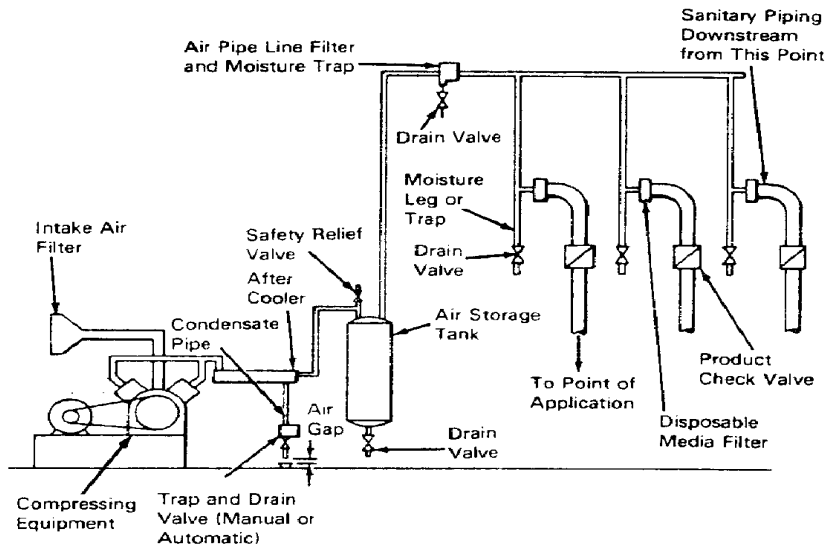 Sanitary Piping
Downstream
from This Point
Air Pipe Line Filter
and Moisture Trap
Drain Valve
Moisture
Leg or
Trap
Intake Air
Filter
Safety Relief
Valve
Drain
Valve
After
Cooler
Condensate
Pipe
Air Storage
Tank
Product
Check Valve
To Point of
Application
Air
Gap
Disposable
Media Filter
Drain
Valve
Compressing
Equipment
Trap and Drain
Valve (Manual or
Automatic)